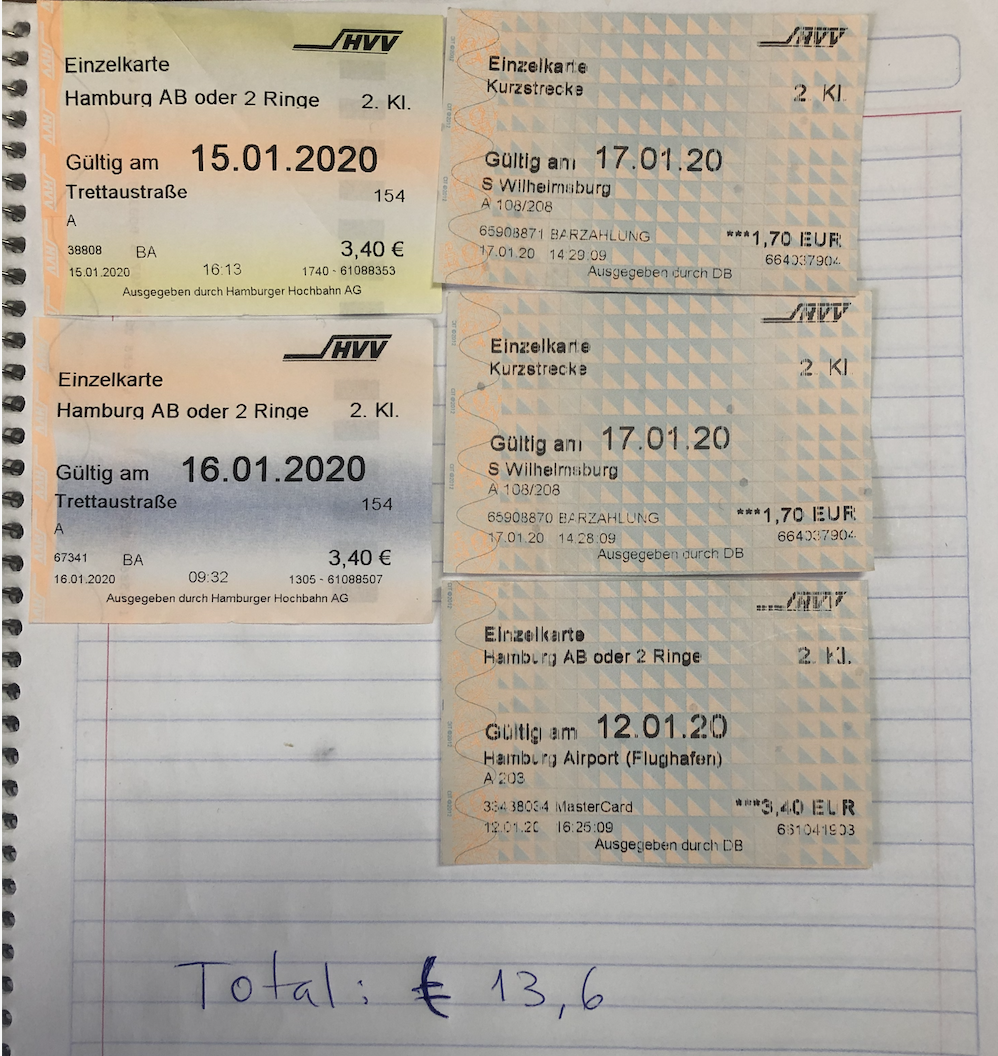 HVV
Einzelkarte
Hamburg AB oder 2 Ringe 2. Kl.
Gültig am 15.01.2020
Trettaustraße 154
A
38808 BA 3,40 €
15.01.2020 16:13 1740 - 61088353
Ausgegeben durch Hamburger Hochbahn AG
HVV
Einzelkarte
Hamburg AB oder 2 Ringe 2. Kl.
Gültig am 16.01.2020
Trettaustraße 154
A
67341 BA 3,40 €
16.01.2020 09:32 1305 - 61088507
Ausgegeben durch Hamburger Hochbahn AG
HVV
Einzelkarte
Kurzstrecke 2 Kl.
Gültig am 17.01.20
S Wilhelmsburg
A 108/208
65908871 BARZAHLUNG ***1,70 EUR
17.01.20 14:29:09 664037904
Ausgegeben durch DB
HVV
Einzelkarte
Kurzstrecke 2 Kl
Gültig am 17.01.20
S Wilhelmsburg
A 108/208
65908870 BARZAHLUNG ***1,70 EUR
17.01.20 14:28:09 664037904
Ausgegeben durch DB
HVV
Einzelkarte
Hamburg AB oder 2 Ringe 2. Kl.
Gültig am 12.01.20
Hamburg Airport (Flughafen)
A 203
33438034 MasterCard ***3,40 EUR
12.01.20 16:25:09 661041903
Ausgegeben durch DB
Total: € 13,6